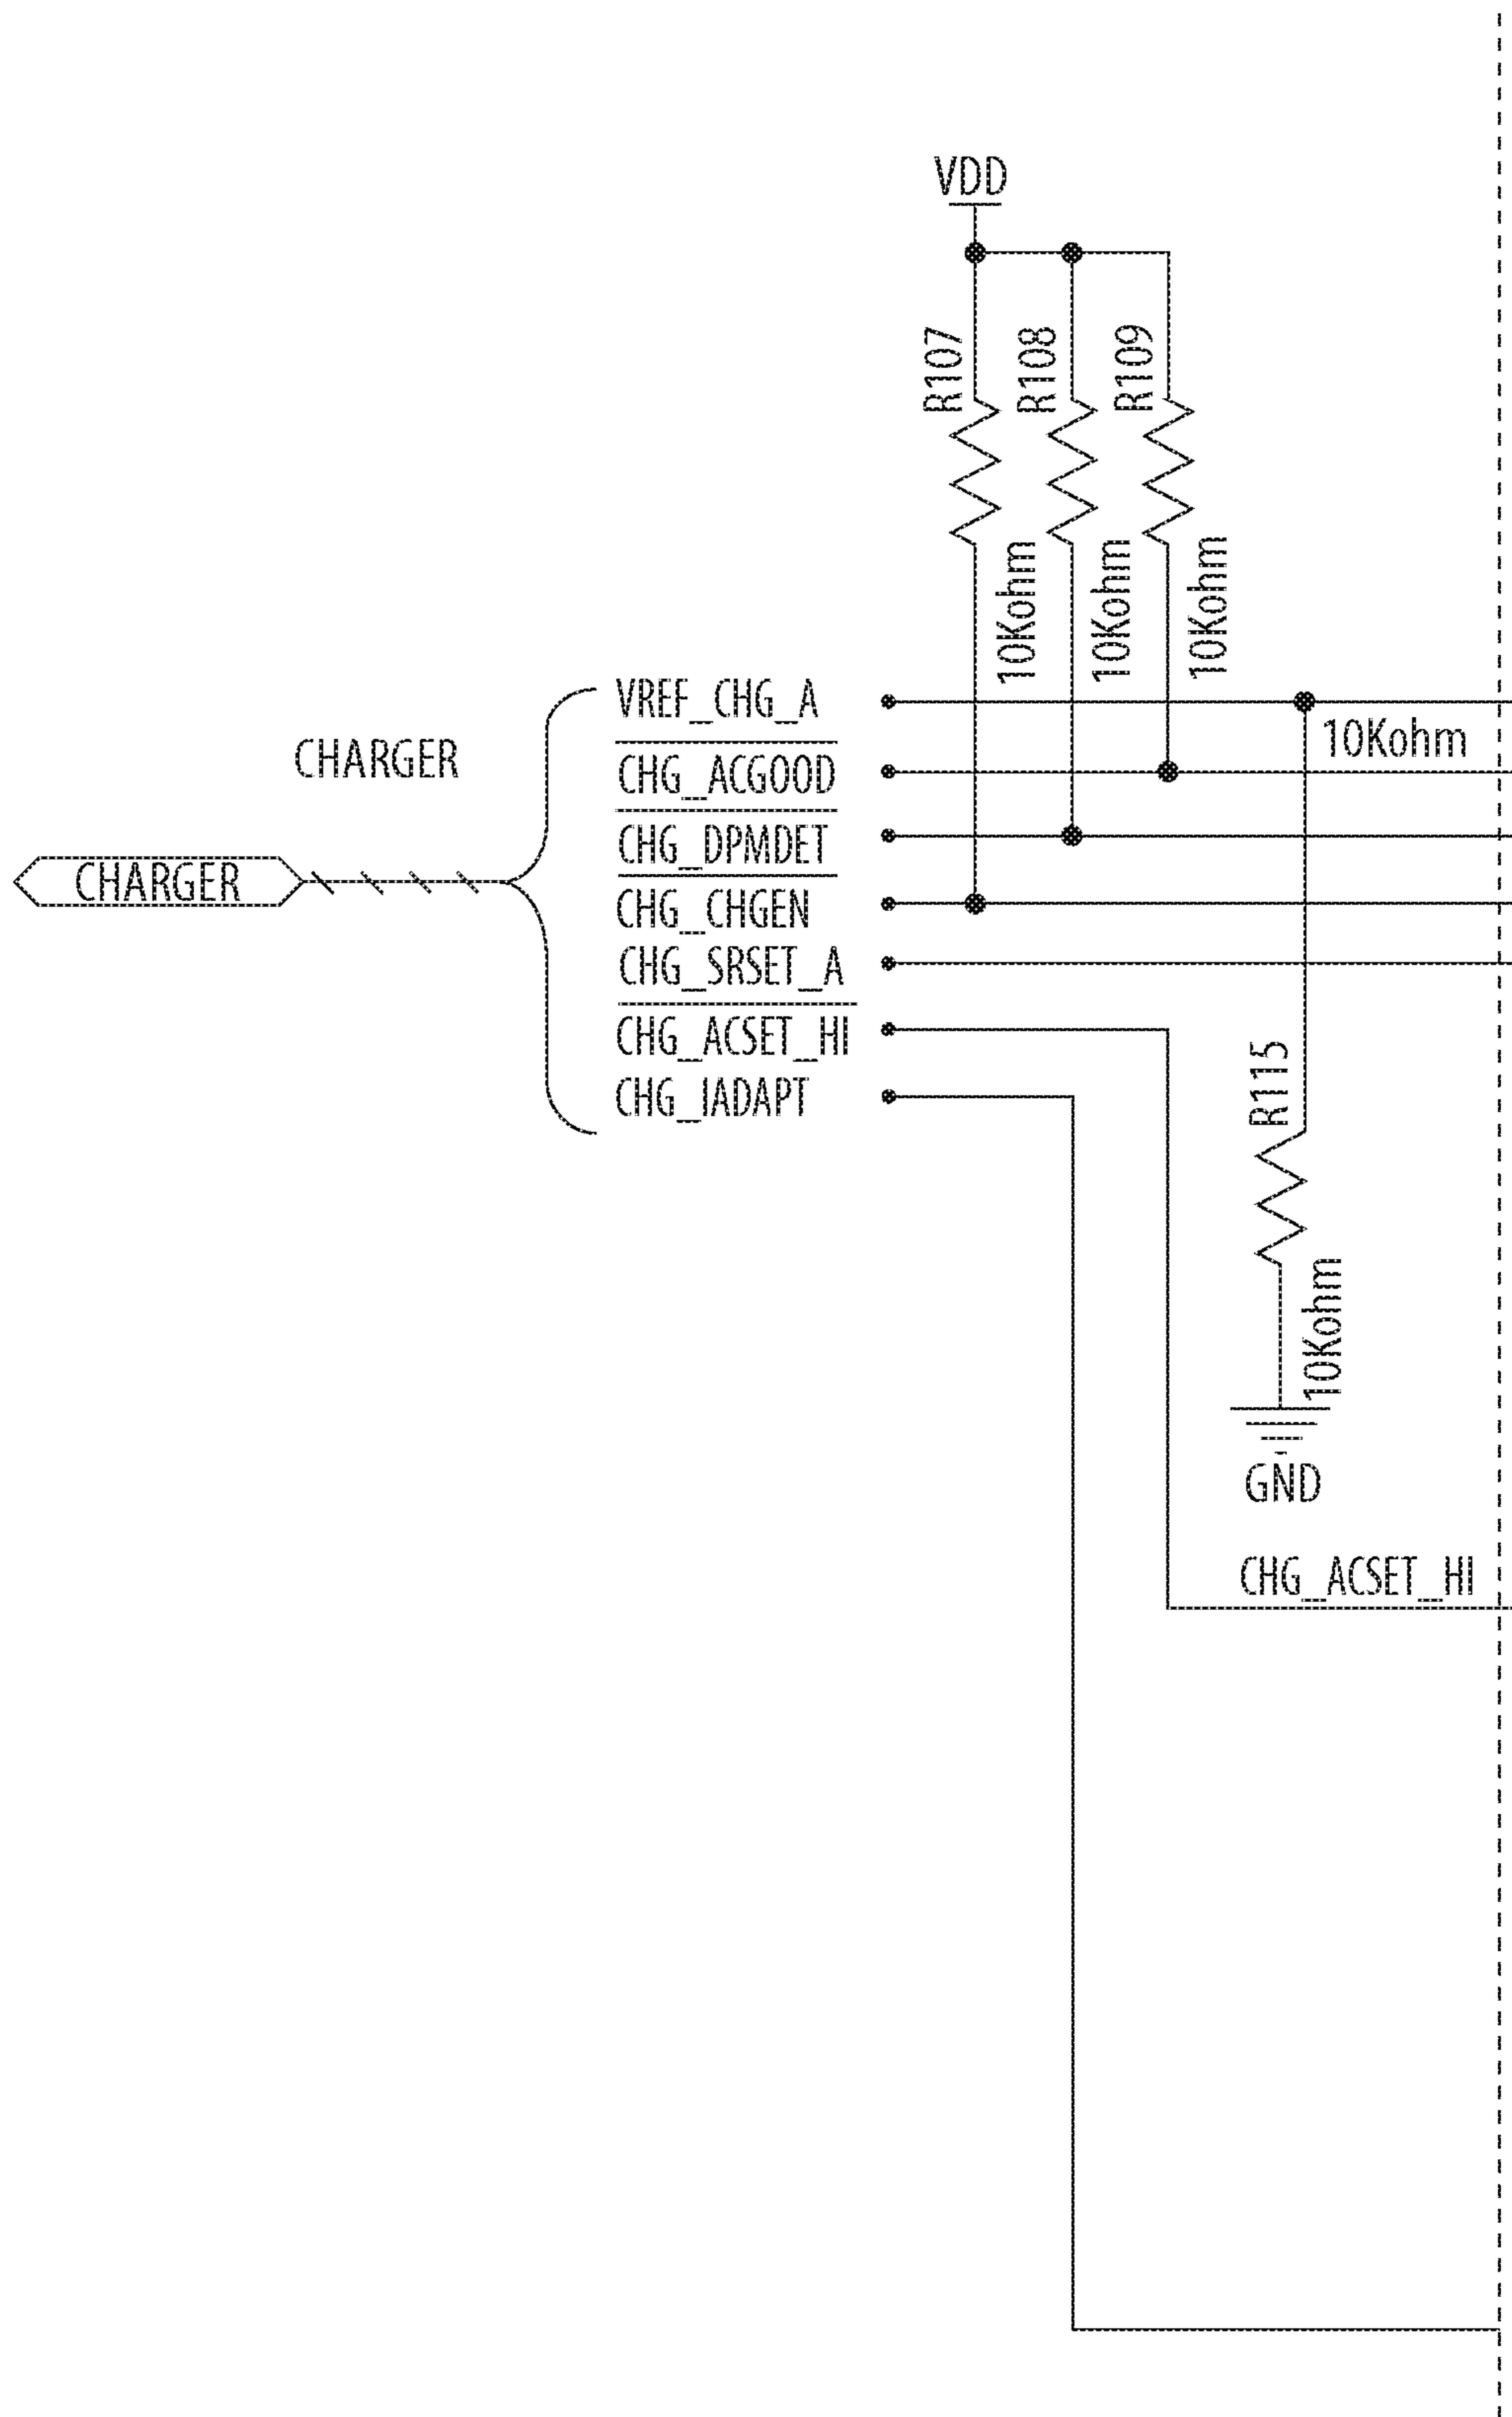 VDD
R107
R108
R109
10Kohm
10Kohm
10Kohm
VREF_CHG_A
10Kohm
CHARGER
CHG_ACGOOD
CHG_DPMDET
CHARGER
CHG_CHGEN
CHG_SRSET_A
CHG_ACSET_HI
CHG_IADAPT
R115
10Kohm
GND
CHG_ACSET_HI